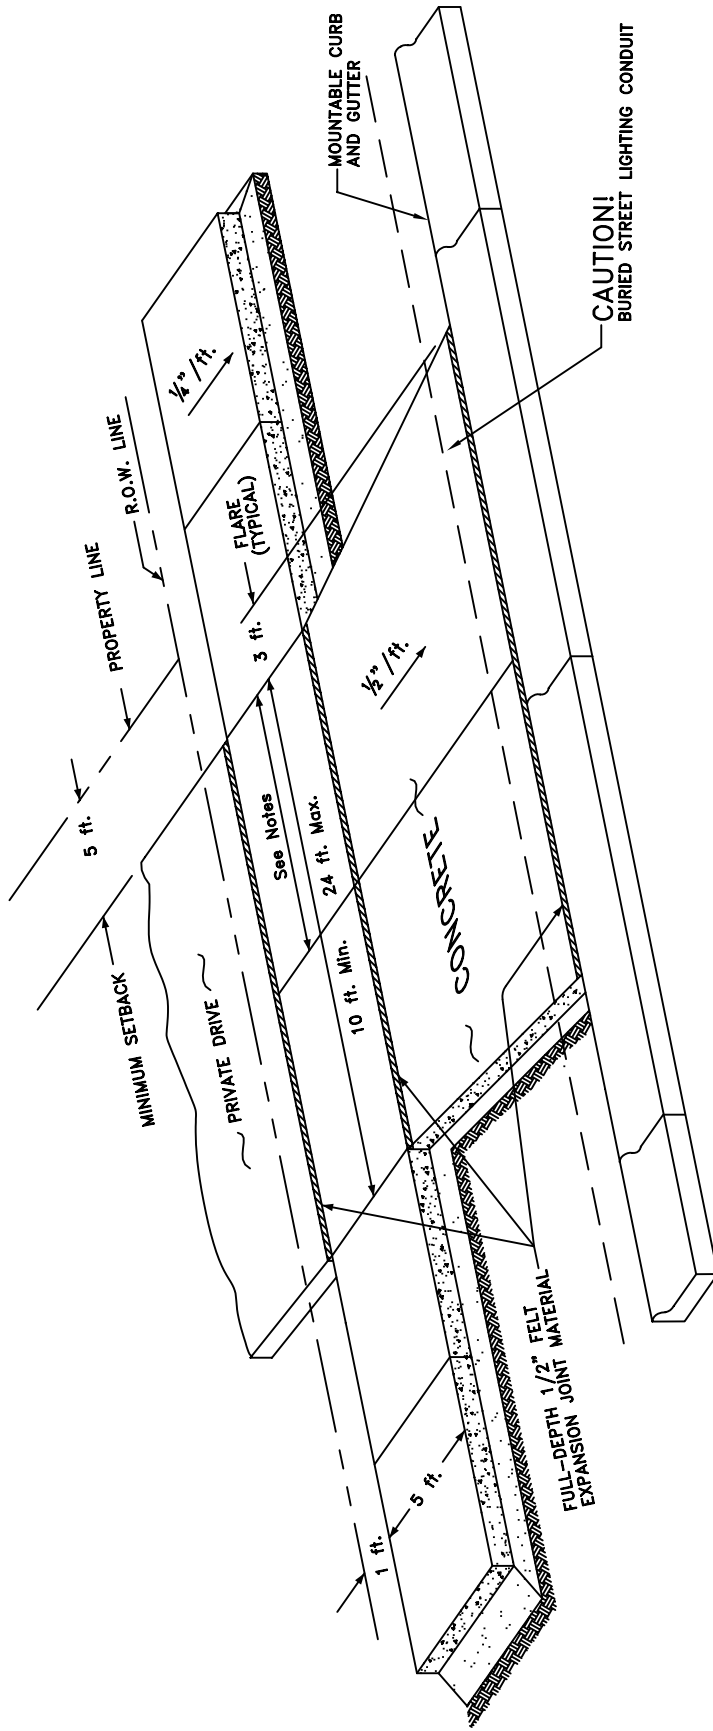 5 ft.
PROPERTY LINE
R.O.W. LINE
MINIMUM SETBACK
PRIVATE DRIVE
See Notes
24 ft. Max.
10 ft. Min.
3 ft.
FLARE
(TYPICAL)
¼"/ft.
½"/ft.
CONCRETE
MOUNTABLE CURB
AND GUTTER
CAUTION!
BURIED STREET LIGHTING CONDUIT
1 ft.
5 ft.
FULL-DEPTH 1/2" FELT
EXPANSION JOINT MATERIAL